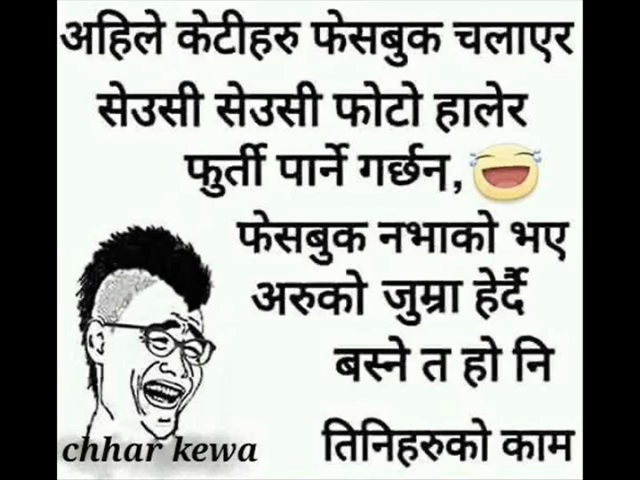 अहिले केटीहरु फेसबुक चलाएर
सेउसी सेउसी फोटो हालेर
फुर्ती पार्ने गर्छन,
फेसबुक नभाको भए
अरुको जुम्रा हेर्दै
बस्ने त हो नि
तिनिहरुको काम
chhar kewa